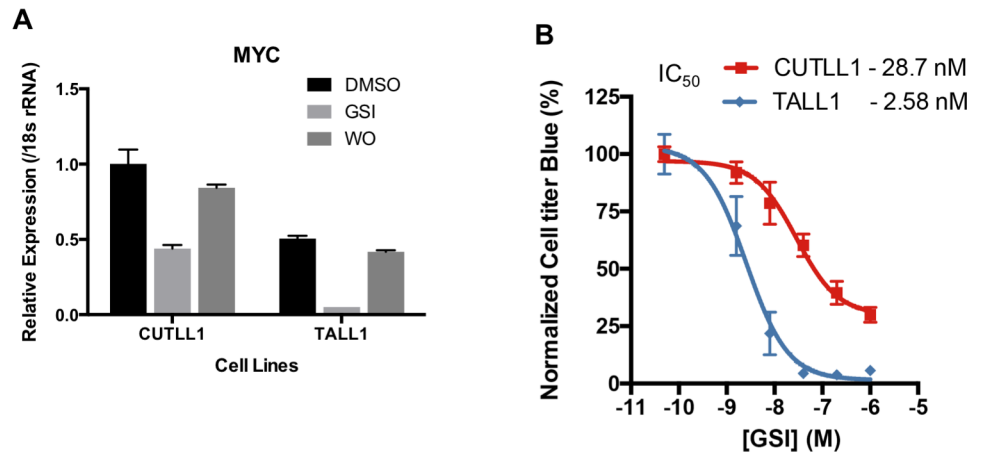 A
MYC
Relative Expression (/18s rRNA)
1.5
1.0
0.5
0.0
DMSO
GSI
WO
CUTLL1 TALL1
Cell Lines
B
IC50
CUTLL1 - 28.7 nM
TALL1 - 2.58 nM
Normalized Cell titer Blue (%)
125
100
75
50
25
0
-11 -10 -9 -8 -7 -6 -5
[GSI] (M)